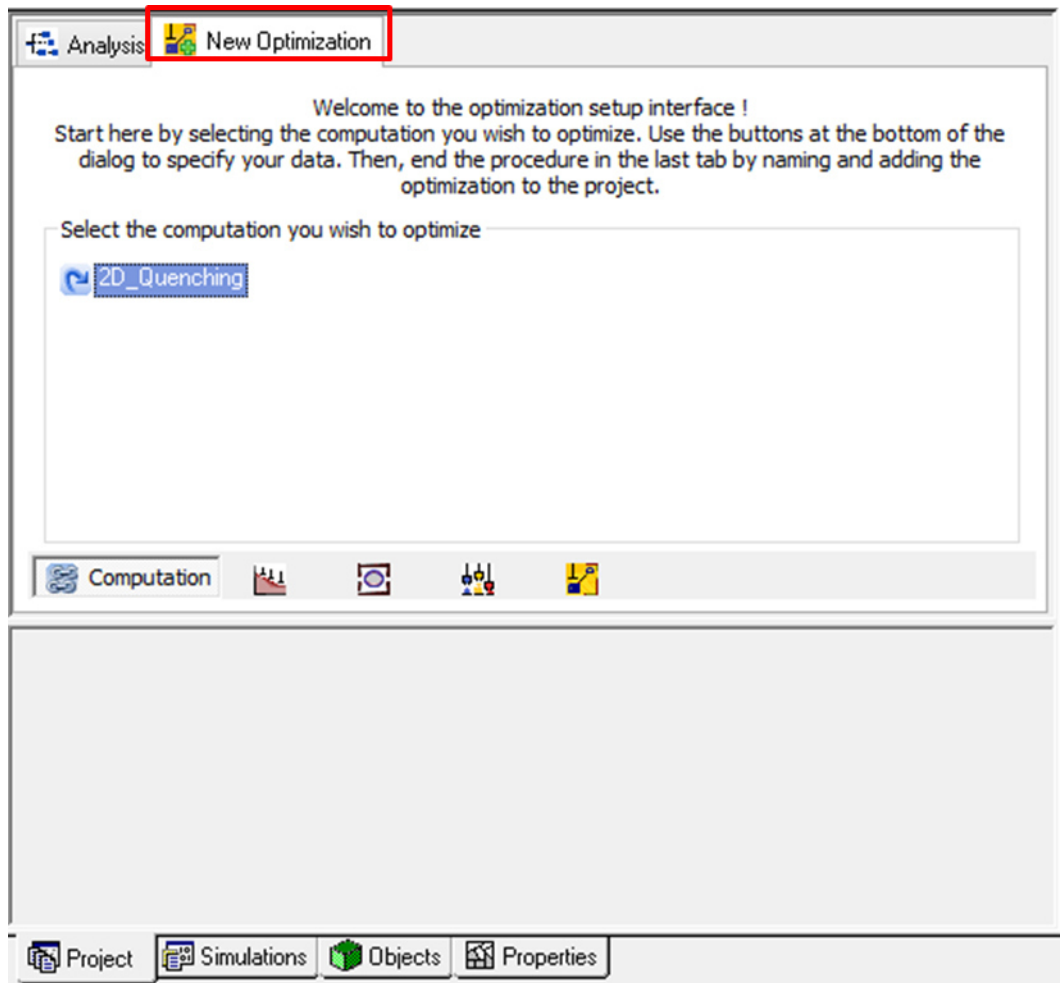 Analysis
New Optimization
Welcome to the optimization setup interface !
Start here by selecting the computation you wish to optimize. Use the buttons at the bottom of the
dialog to specify your data. Then, end the procedure in the last tab by naming and adding the
optimization to the project.
Select the computation you wish to optimize
2D_Quenching
Computation
Project
Simulations
Objects
Properties